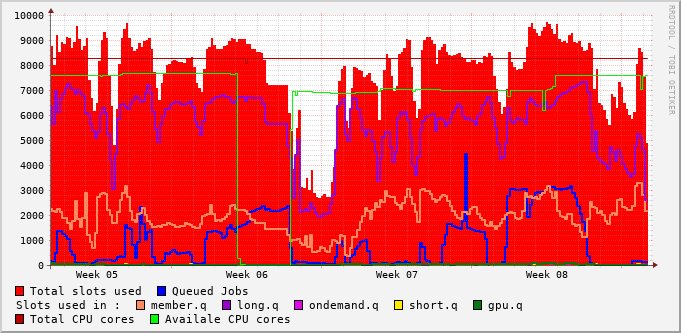 10000
9000
8000
7000
6000
5000
4000
3000
2000
1000
0
Week 05 Week 06 Week 07 Week 08
RRDTOOL / TOBI OETIKER
Total slots used Queued Jobs
Slots used in : member.q long.q ondemand.q short.q gpu.q
Total CPU cores Availale CPU cores